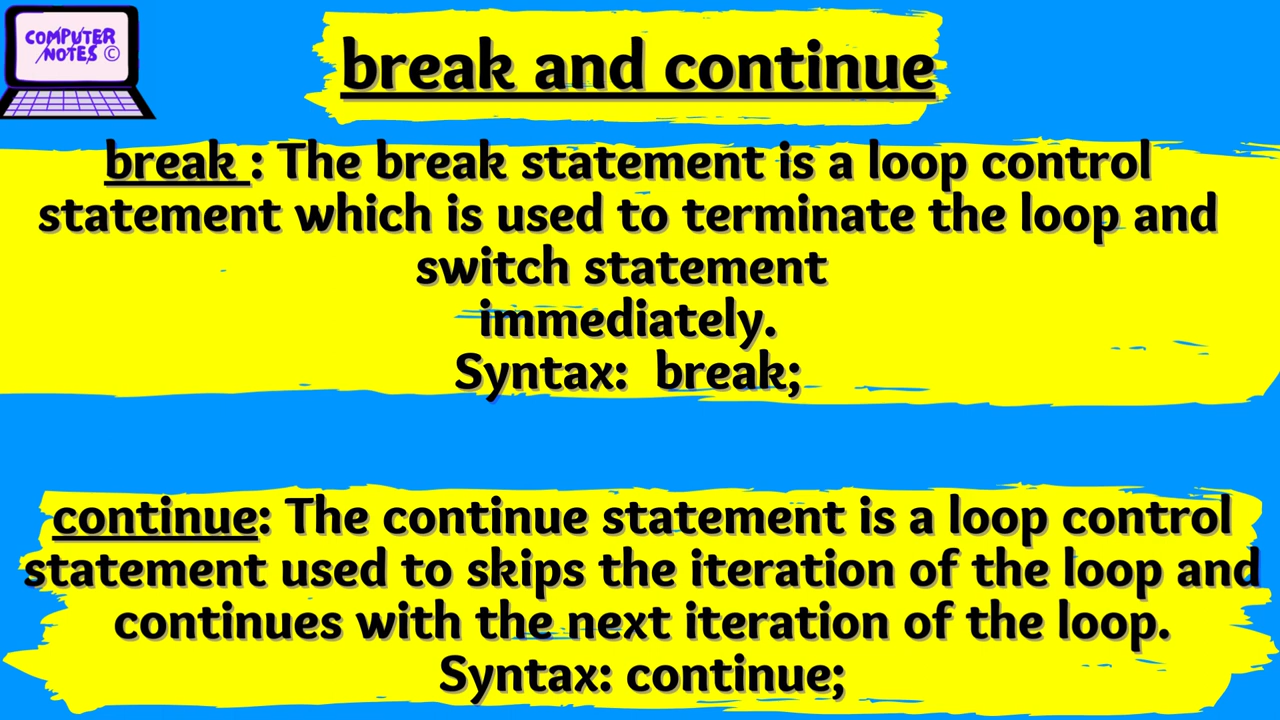 COMPUTER
NOTES ©
break and continue
break : The break statement is a loop control
statement which is used to terminate the loop and
switch statement
immediately.
Syntax: break;
continue: The continue statement is a loop control
statement used to skips the iteration of the loop and
continues with the next iteration of the loop.
Syntax: continue;